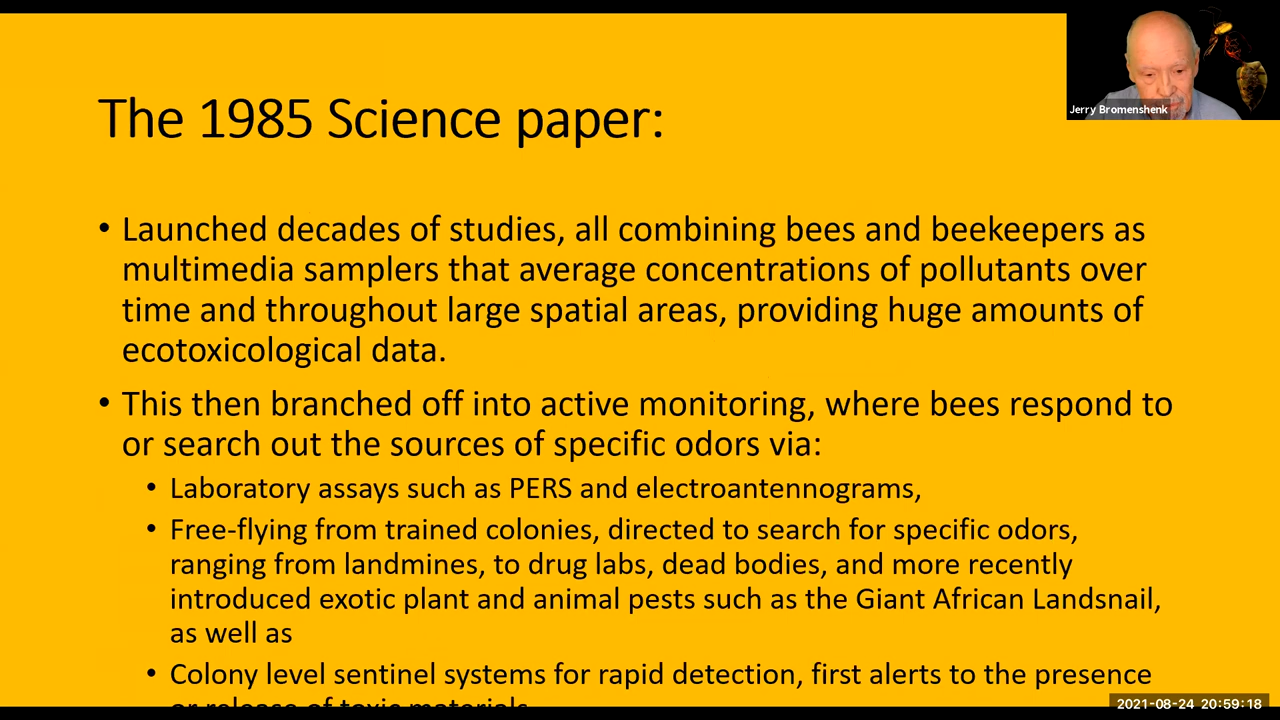 The 1985 Science paper:
Jerry Bromenshenk
• Launched decades of studies, all combining bees and beekeepers as
multimedia samplers that average concentrations of pollutants over
time and throughout large spatial areas, providing huge amounts of
ecotoxicological data.
• This then branched off into active monitoring, where bees respond to
or search out the sources of specific odors via:
• Laboratory assays such as PERS and electroantennograms,
• Free-flying from trained colonies, directed to search for specific odors,
ranging from landmines, to drug labs, dead bodies, and more recently
introduced exotic plant and animal pests such as the Giant African Landsnail,
as well as
• Colony level sentinel systems for rapid detection, first alerts to the presence
or release of toxic materials
2021-08-24 20:59:18